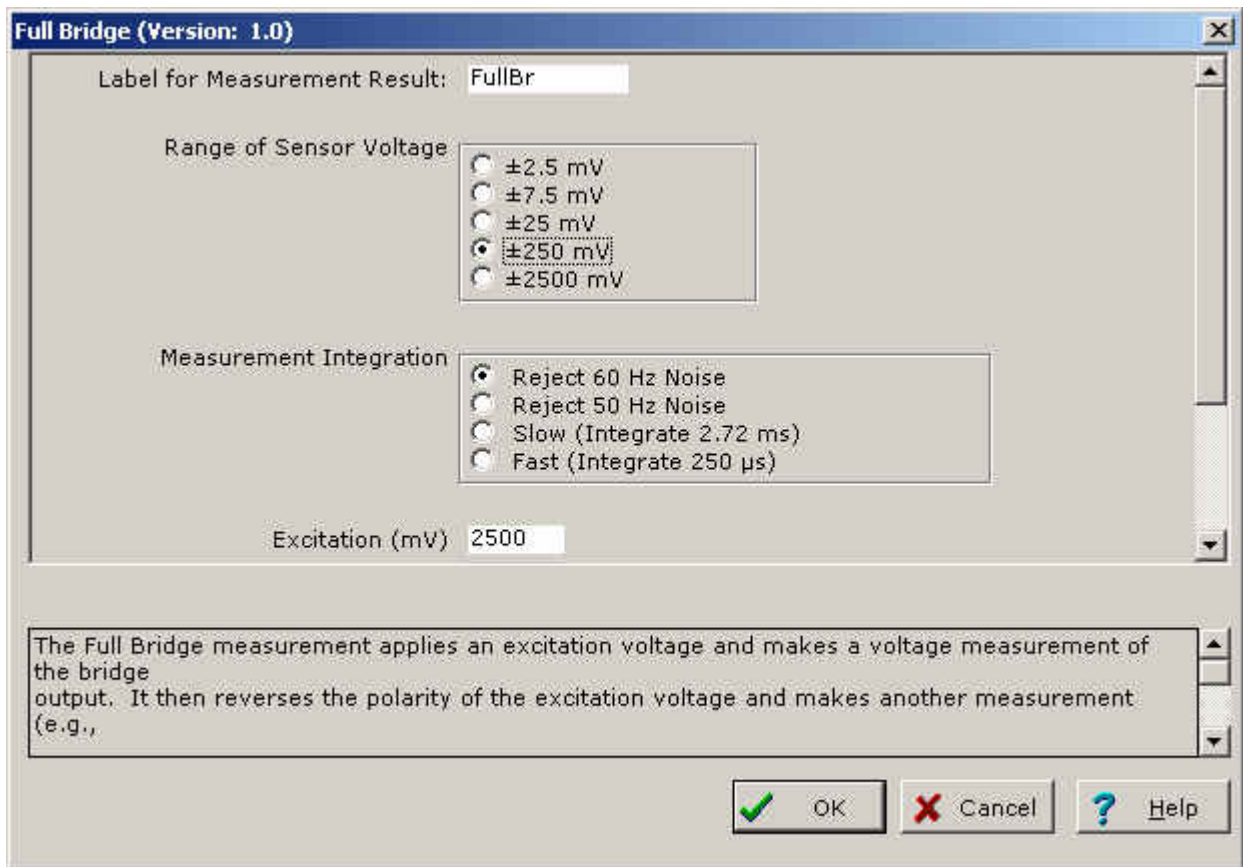 Full Bridge (Version: 1.0)
Label for Measurement Result: FullBr
Range of Sensor Voltage
±2.5 mV
±7.5 mV
±25 mV
±250 mV
±2500 mV
Measurement Integration
Reject 60 Hz Noise
Reject 50 Hz Noise
Slow (Integrate 2.72 ms)
Fast (Integrate 250 µs)
Excitation (mV) 2500
The Full Bridge measurement applies an excitation voltage and makes a voltage measurement of
the bridge
output. It then reverses the polarity of the excitation voltage and makes another measurement
(e.g.,
OK Cancel Help